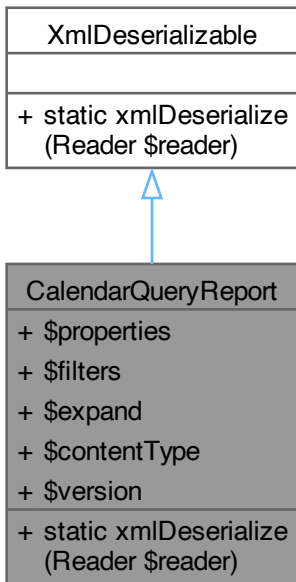 XmlDeserializable
+ static xmlDeserialize
(Reader $reader)
CalendarQueryReport
+ $properties
+ $filters
+ $expand
+ $contentType
+ $version
+ static xmlDeserialize
(Reader $reader)